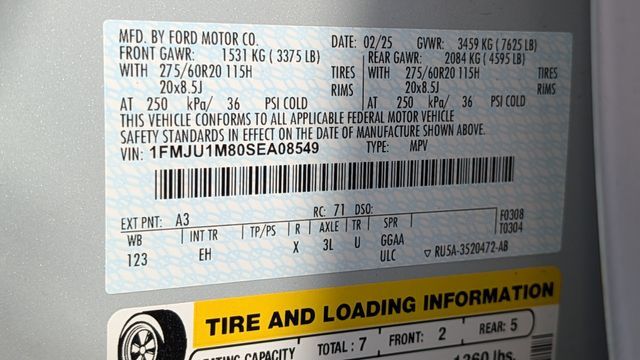 MFD. BY FORD MOTOR CO.
DATE: 02/25 GVWR: 3459 KG ( 7625 LB)
FRONT GAWR: 1531 KG ( 3375 LB)
REAR GAWR: 2084 KG ( 4595 LB)
WITH 275/60R20 115H TIRES
WITH 275/60R20 115H TIRES
20x8.5J RIMS
20x8.5J RIMS
AT 250 kPa/ 36 PSI COLD
AT 250 kPa/ 36 PSI COLD
THIS VEHICLE CONFORMS TO ALL APPLICABLE FEDERAL MOTOR VEHICLE
SAFETY STANDARDS IN EFFECT ON THE DATE OF MANUFACTURE SHOWN ABOVE.
VIN: 1FMJU1M80SEA08549 TYPE: MPV
EXT PNT: A3 RC: 71 DSO: F0308
WB INT TR TP/PS R AXLE TR SPR T0304
123 EH X 3L U GGAA
ULC ▽ RU5A-3520472-AB
TIRE AND LOADING INFORMATION
SEATING CAPACITY TOTAL: 7 FRONT: 2 REAR: 5
lbs.